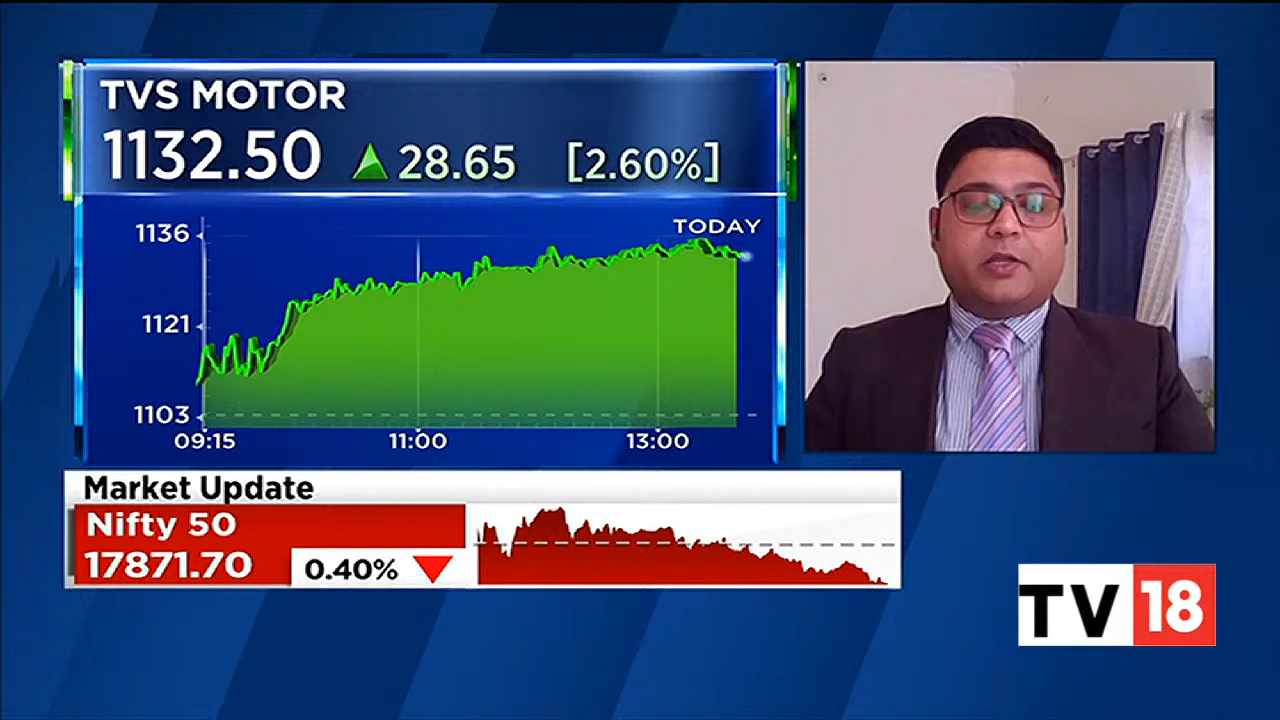 TVS MOTOR
1132.50 ▲ 28.65 [2.60%]
TODAY
1136
1121
1103
09:15 11:00 13:00
Market Update
Nifty 50
17871.70 0.40% ▼
TV18